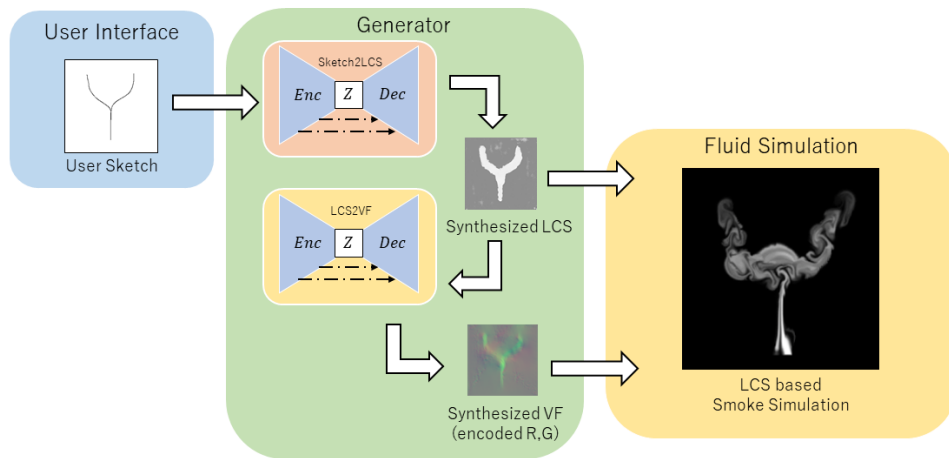 User Interface
User Sketch
Generator
Sketch2LCS
Enc Z Dec
Synthesized LCS
LCS2VF
Enc Z Dec
Synthesized VF
(encoded R,G)
Fluid Simulation
LCS based
Smoke Simulation